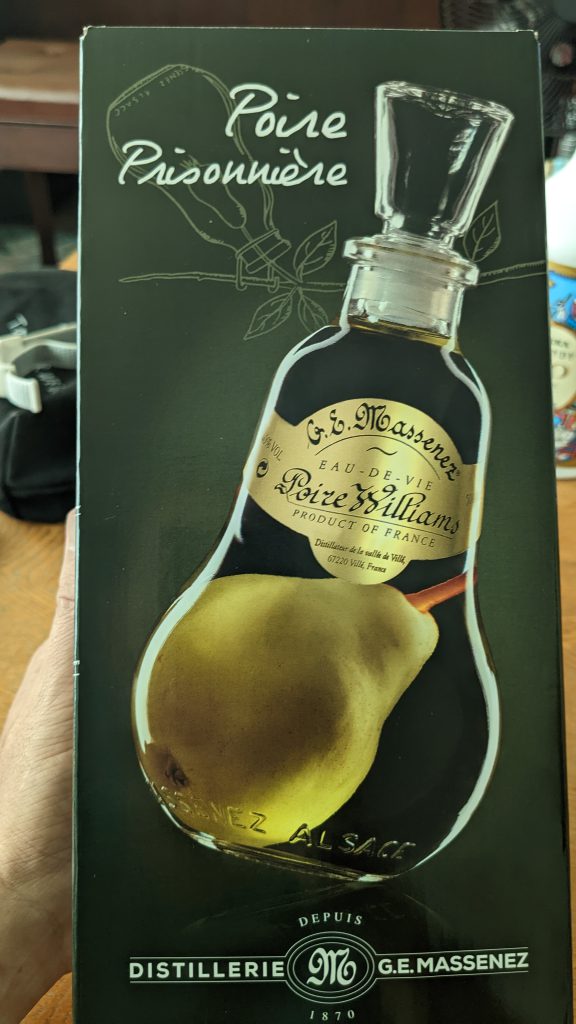 Poire
Prisonnière
G.E. Massenez®
EAU-DE-VIE
Poire Williams
PRODUCT OF FRANCE
Distillateur de la vallée de Villé,
67220 Villé, France
% VOL
MASSENEZ ALSACE
DEPUIS
DISTILLERIE M G.E. MASSENEZ
1870